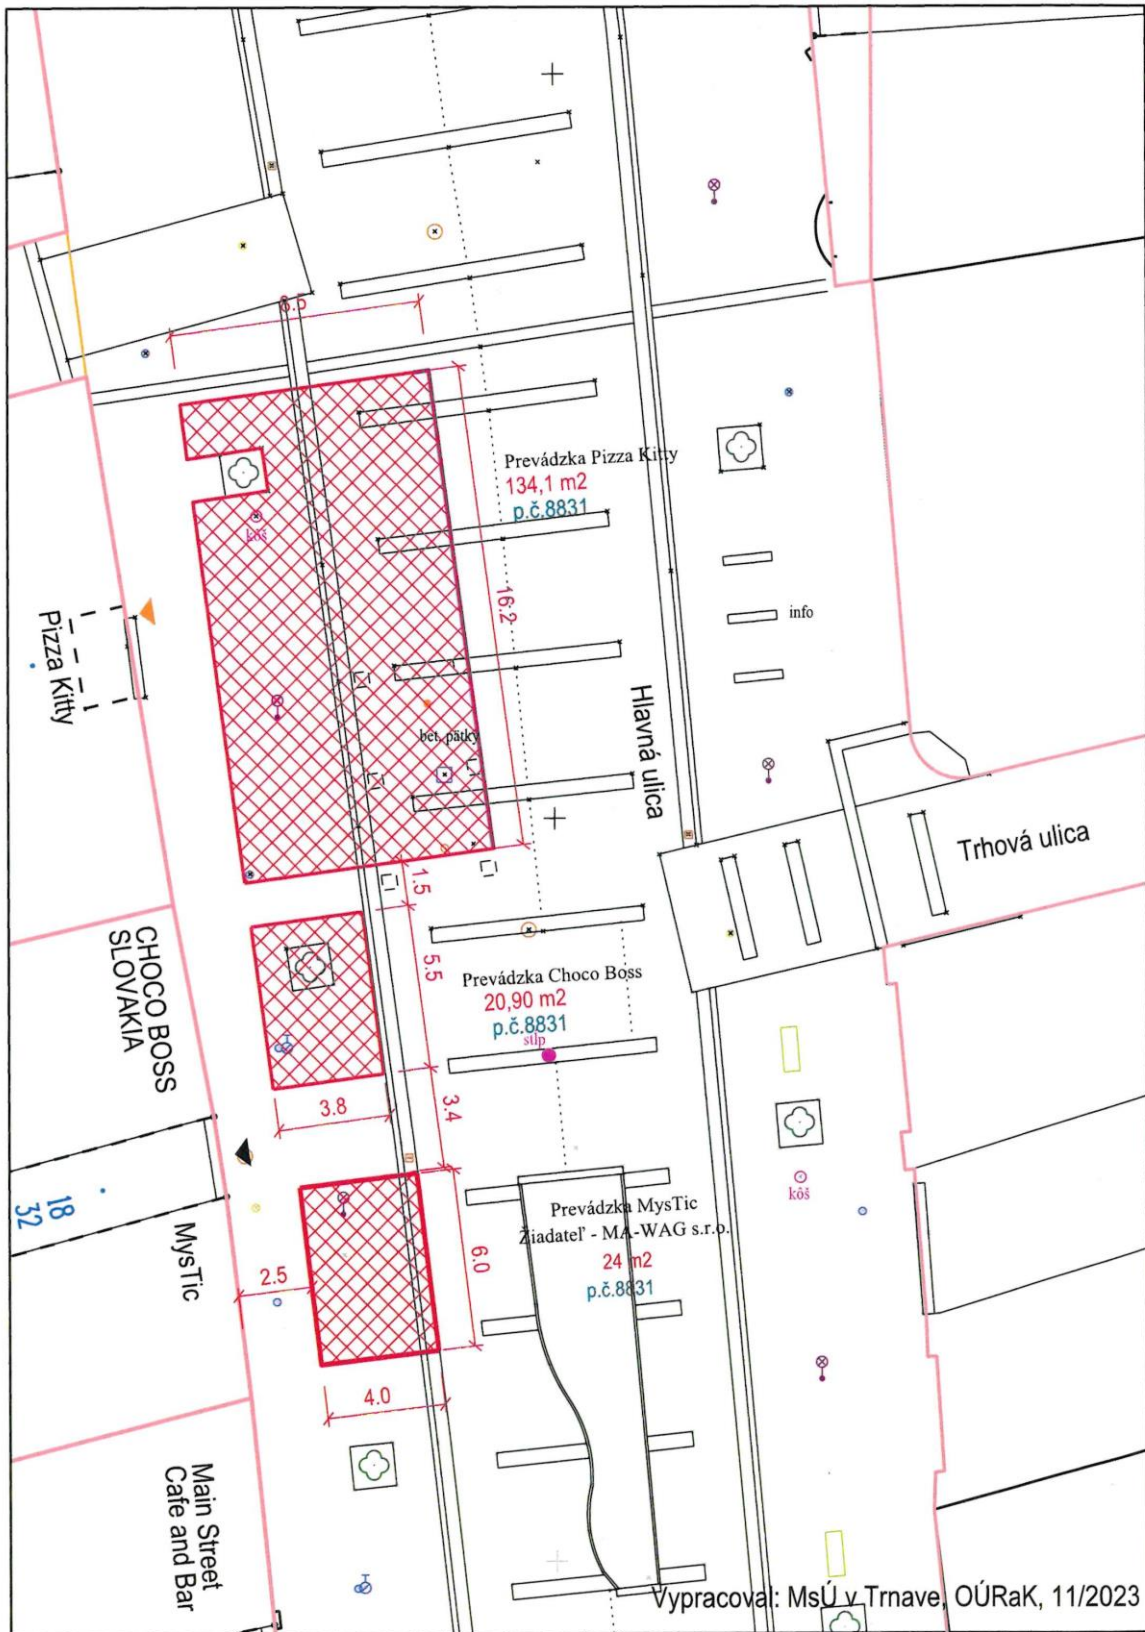 8.5
Prevádzka Pizza Kitty
134,1 m2
p.č.8831
kôš
16.2
info
Pizza Kitty
Hlavná ulica
bet. pätky
Trhová ulica
1.5
CHOCO BOSS
SLOVAKIA
5.5
Prevádzka Choco Boss
20,90 m2
p.č.8831
stlp
3.8
3.4
18
32
MysTic
kôš
Prevádzka MysTic
Žiadateľ - MA-WAG s.r.o.
24 m2
p.č.8831
6.0
2.5
4.0
Main Street
Cafe and Bar
Vypracoval: MsÚ v Trnave, OÚRaK, 11/2023